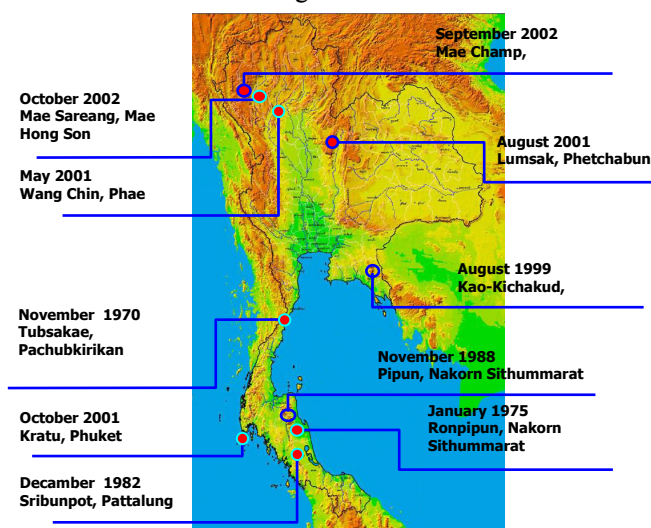 September 2002
Mae Champ,
October 2002
Mae Sareang, Mae
Hong Son
August 2001
Lumsak, Phetchabun
May 2001
Wang Chin, Phae
August 1999
Kao-Kichakud,
November 1970
Tubsakae,
Pachubkirikan
November 1988
Pipun, Nakorn Sithummarat
January 1975
Ronpipun, Nakorn
Sithummarat
October 2001
Kratu, Phuket
Decamber 1982
Sribunpot, Pattalung